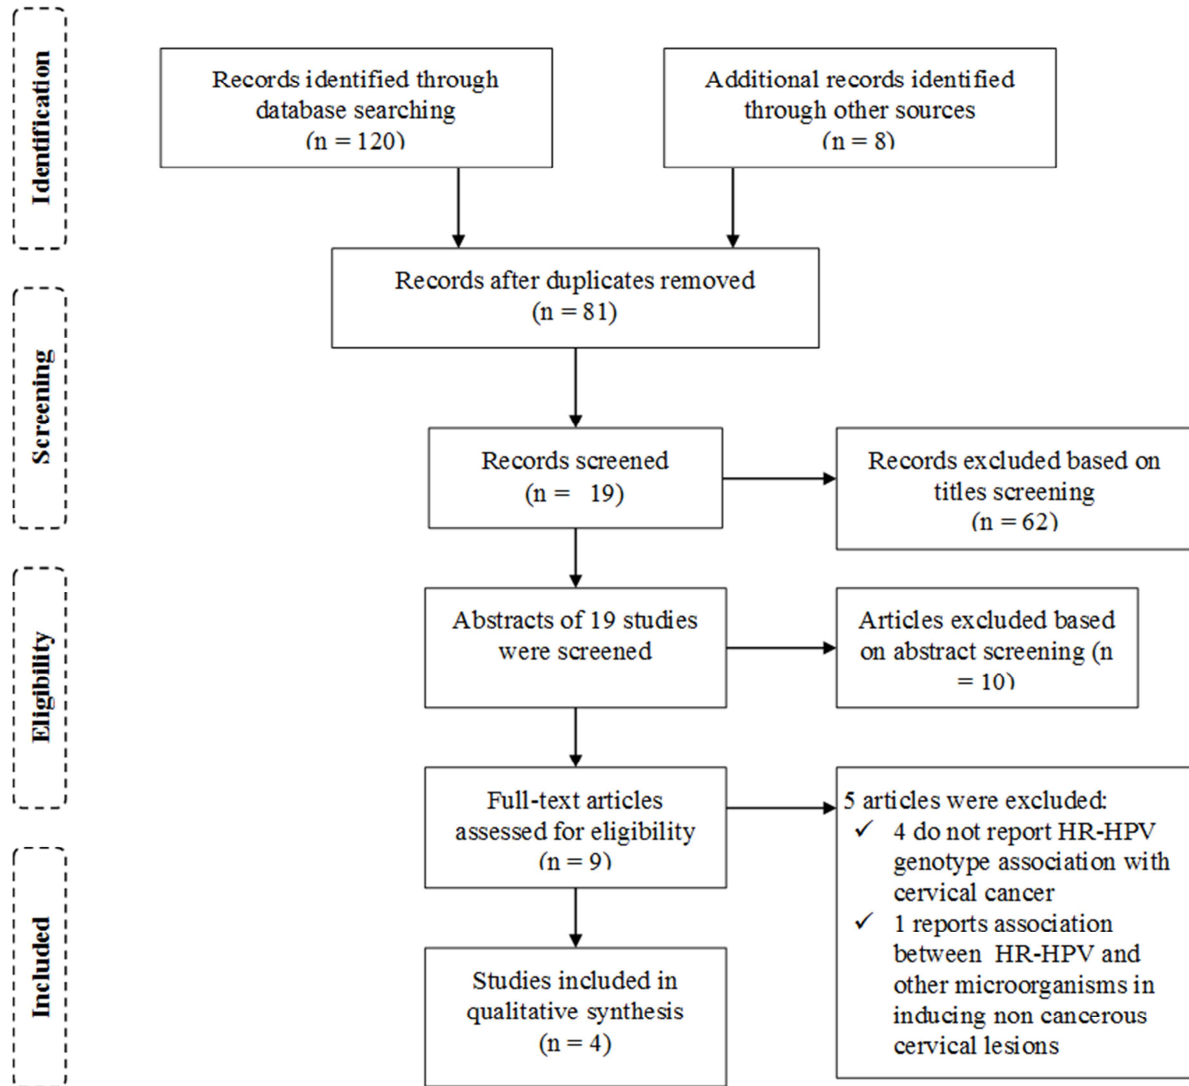 Identification
Records identified through
database searching
(n = 120)
Additional records identified
through other sources
(n = 8)
Records after duplicates removed
(n = 81)
Screening
Records screened
(n = 19)
Records excluded based on
titles screening
(n = 62)
Eligibility
Abstracts of 19 studies
were screened
Articles excluded based
on abstract screening (n
= 10)
Full-text articles
assessed for eligibility
(n = 9)
5 articles were excluded:
✓ 4 do not report HR-HPV
genotype association with
cervical cancer
✓ 1 reports association
between HR-HPV and
other microorganisms in
inducing non cancerous
cervical lesions
Included
Studies included in
qualitative synthesis
(n = 4)